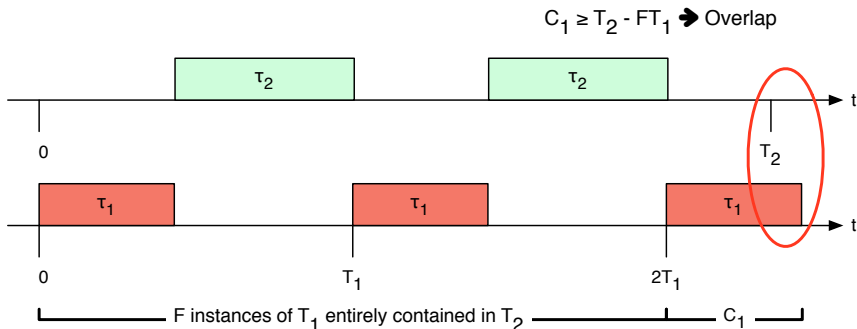 C1 ≥ T2 - FT1 ➔ Overlap
τ2 τ2
t
0 T2
τ1 τ1 τ1
t
0 T1 2T1
F instances of T1 entirely contained in T2 C1